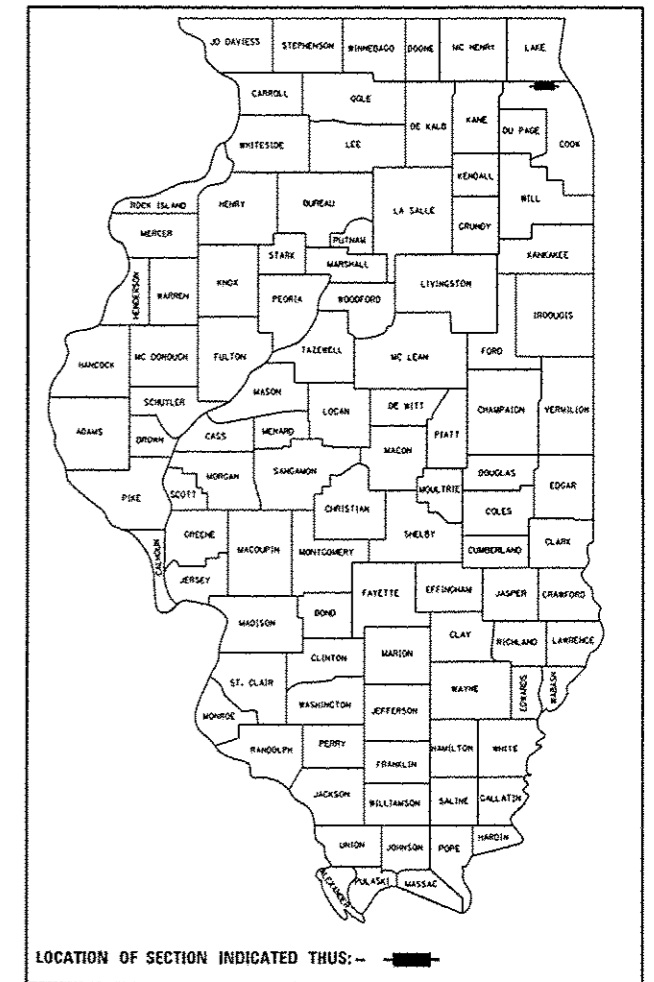 JO DAVIESS STEPHENSON WINNEBAGO BOONE MC HENRY LAKE
CARROLL OGLE DE KALB KANE DU PAGE COOK
WHITESIDE LEE
KENDALL WILL
ROCK ISLAND HENRY BUREAU LA SALLE GRUNDY
MERCER PUTNAM
STARK MARSHALL KANKAKEE
HENDERSON WARREN KNOX PEORIA WOODFORD LIVINGSTON IROQUOIS
HANCOCK MC DONOUGH FULTON TAZEWELL MC LEAN FORD
SCHUYLER MASON LOGAN DE WITT CHAMPAIGN VERMILION
ADAMS BROWN CASS MENARD MACON PIATT
PIKE SCOTT MORGAN SANGAMON CHRISTIAN MOULTRIE DOUGLAS EDGAR
COLES
CALHOUN GREENE MACOUPIN MONTGOMERY SHELBY CUMBERLAND CLARK
JERSEY
MADISON BOND FAYETTE EFFINGHAM JASPER CRAWFORD
CLINTON MARION CLAY RICHLAND LAWRENCE
ST. CLAIR WASHINGTON WAYNE EDWARDS WABASH
MONROE JEFFERSON
RANDOLPH PERRY HAMILTON WHITE
FRANKLIN
JACKSON WILLIAMSON SALINE GALLATIN
UNION JOHNSON POPE HARDIN
ALEXANDER PULASKI MASSAC
LOCATION OF SECTION INDICATED THUS:-